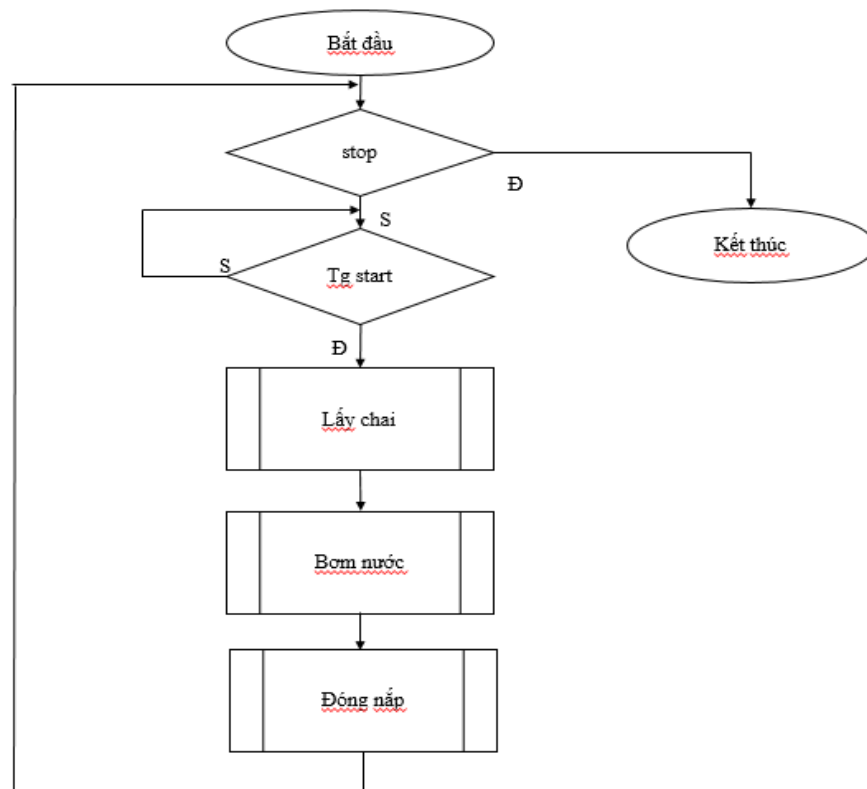 Bắt đầu
stop
Đ
S
Kết thúc
S
Tg start
Đ
Lấy chai
Bơm nước
Đóng nắp